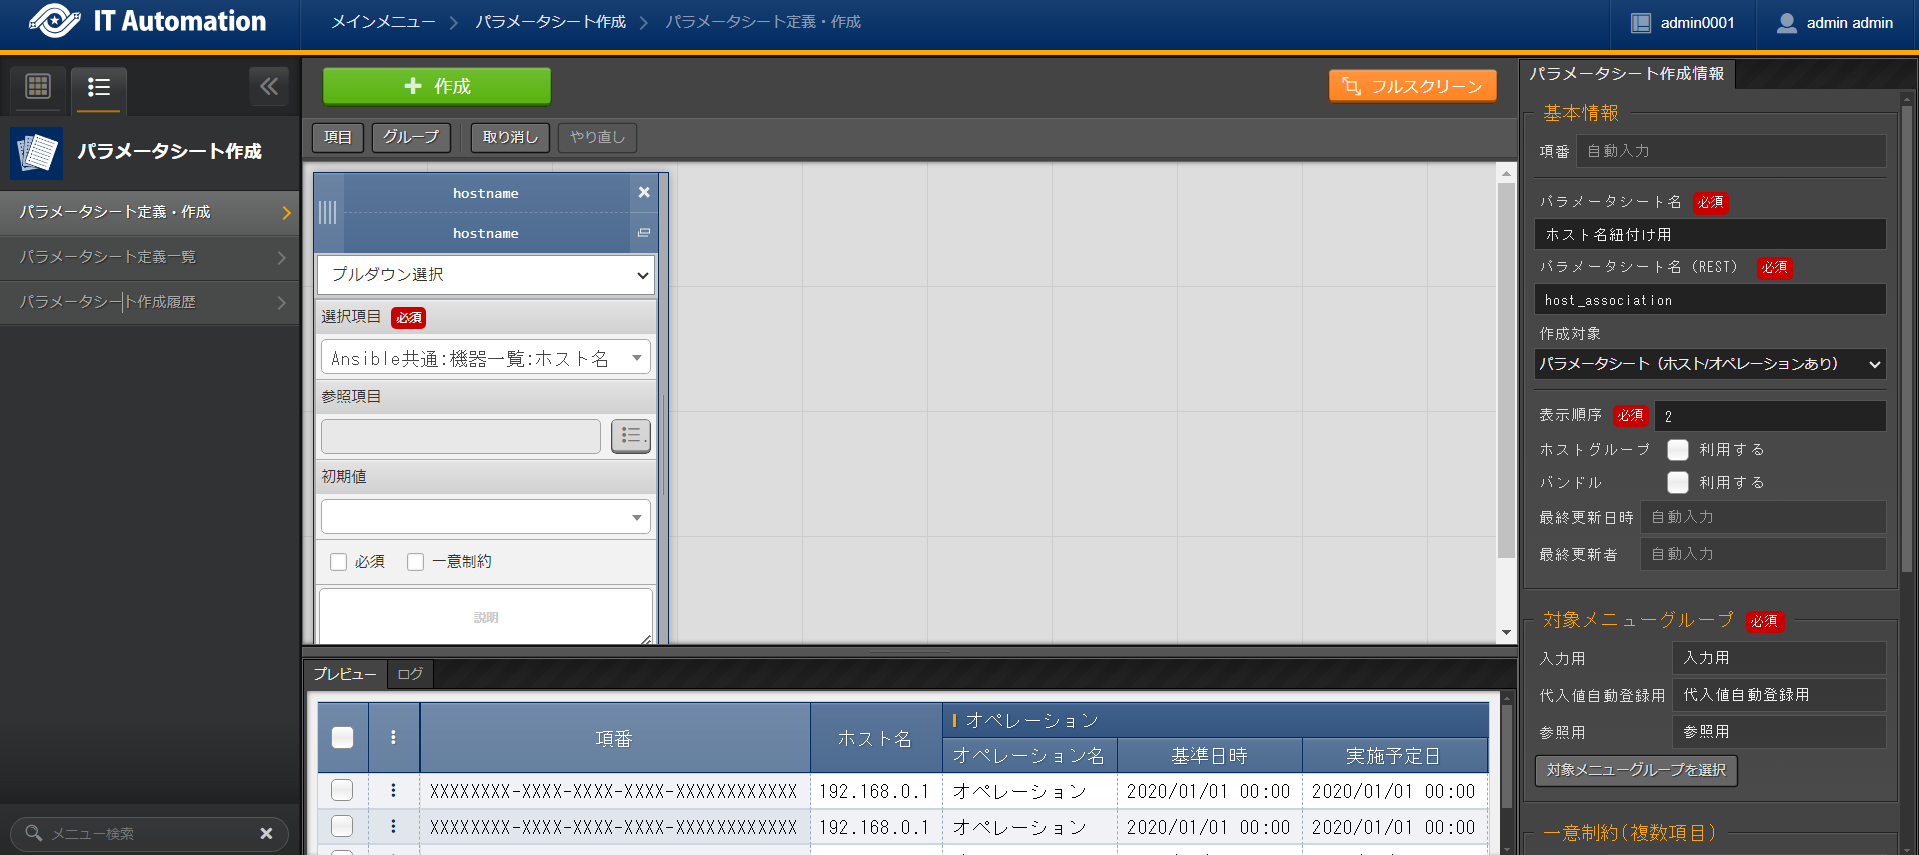 IT Automation
メインメニュー
パラメータシート作成
パラメータシート定義・作成
admin0001
admin admin
パラメータシート作成
パラメータシート定義・作成
パラメータシート定義一覧
パラメータシート作成履歴
メニュー検索
作成
フルスクリーン
項目
グループ
取り消し
やり直し
hostname
hostname
プルダウン選択
選択項目 必須
Ansible共通:機器一覧:ホスト名
参照項目
初期値
必須
一意制約
説明
プレビュー
ログ
項番
ホスト名
オペレーション
オペレーション名
基準日時
実施予定日
XXXXXXXX-XXXX-XXXX-XXXX-XXXXXXXXXXXX 192.168.0.1 オペレーション 2020/01/01 00:00 2020/01/01 00:00
XXXXXXXX-XXXX-XXXX-XXXX-XXXXXXXXXXXX 192.168.0.1 オペレーション 2020/01/01 00:00 2020/01/01 00:00
パラメータシート作成情報
基本情報
項番 自動入力
パラメータシート名 必須
ホスト名紐付け用
パラメータシート名（REST） 必須
host_association
作成対象
パラメータシート（ホスト/オペレーションあり）
表示順序 必須 2
ホストグループ 利用する
バンドル 利用する
最終更新日時 自動入力
最終更新者 自動入力
対象メニューグループ 必須
入力用 入力用
代入値自動登録用 代入値自動登録用
参照用 参照用
対象メニューグループを選択
一意制約(複数項目)